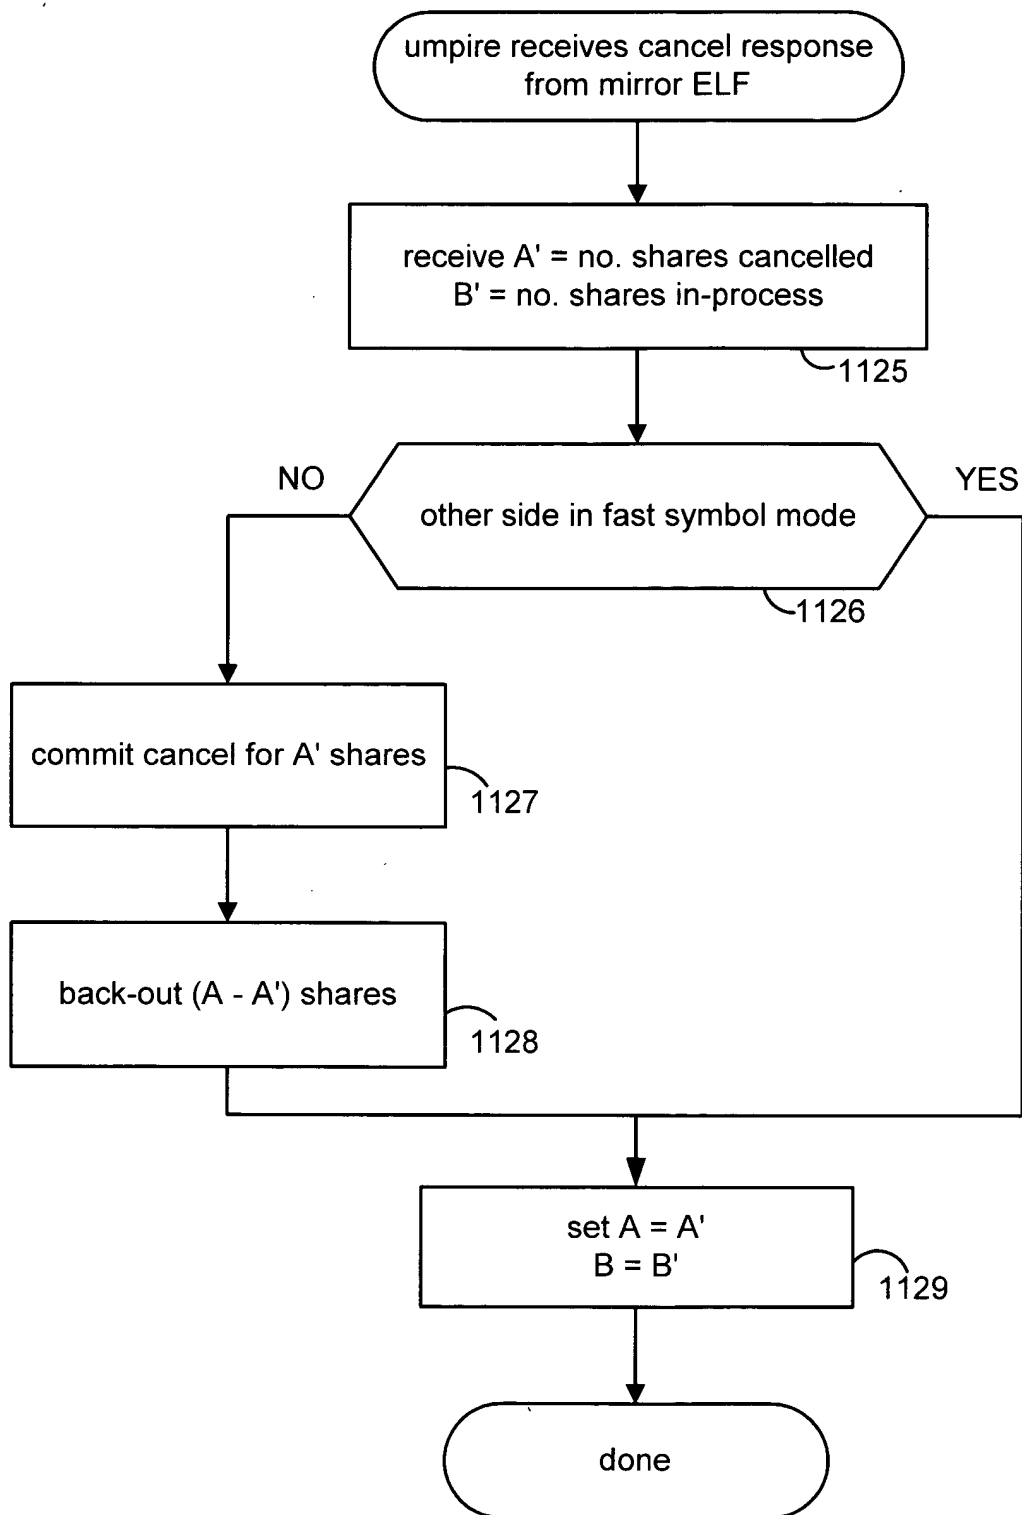 umpire receives cancel response
from mirror ELF
receive A' = no. shares cancelled
B' = no. shares in-process
1125
NO
YES
other side in fast symbol mode
1126
commit cancel for A' shares
1127
back-out (A - A') shares
1128
set A = A'
B = B'
1129
done